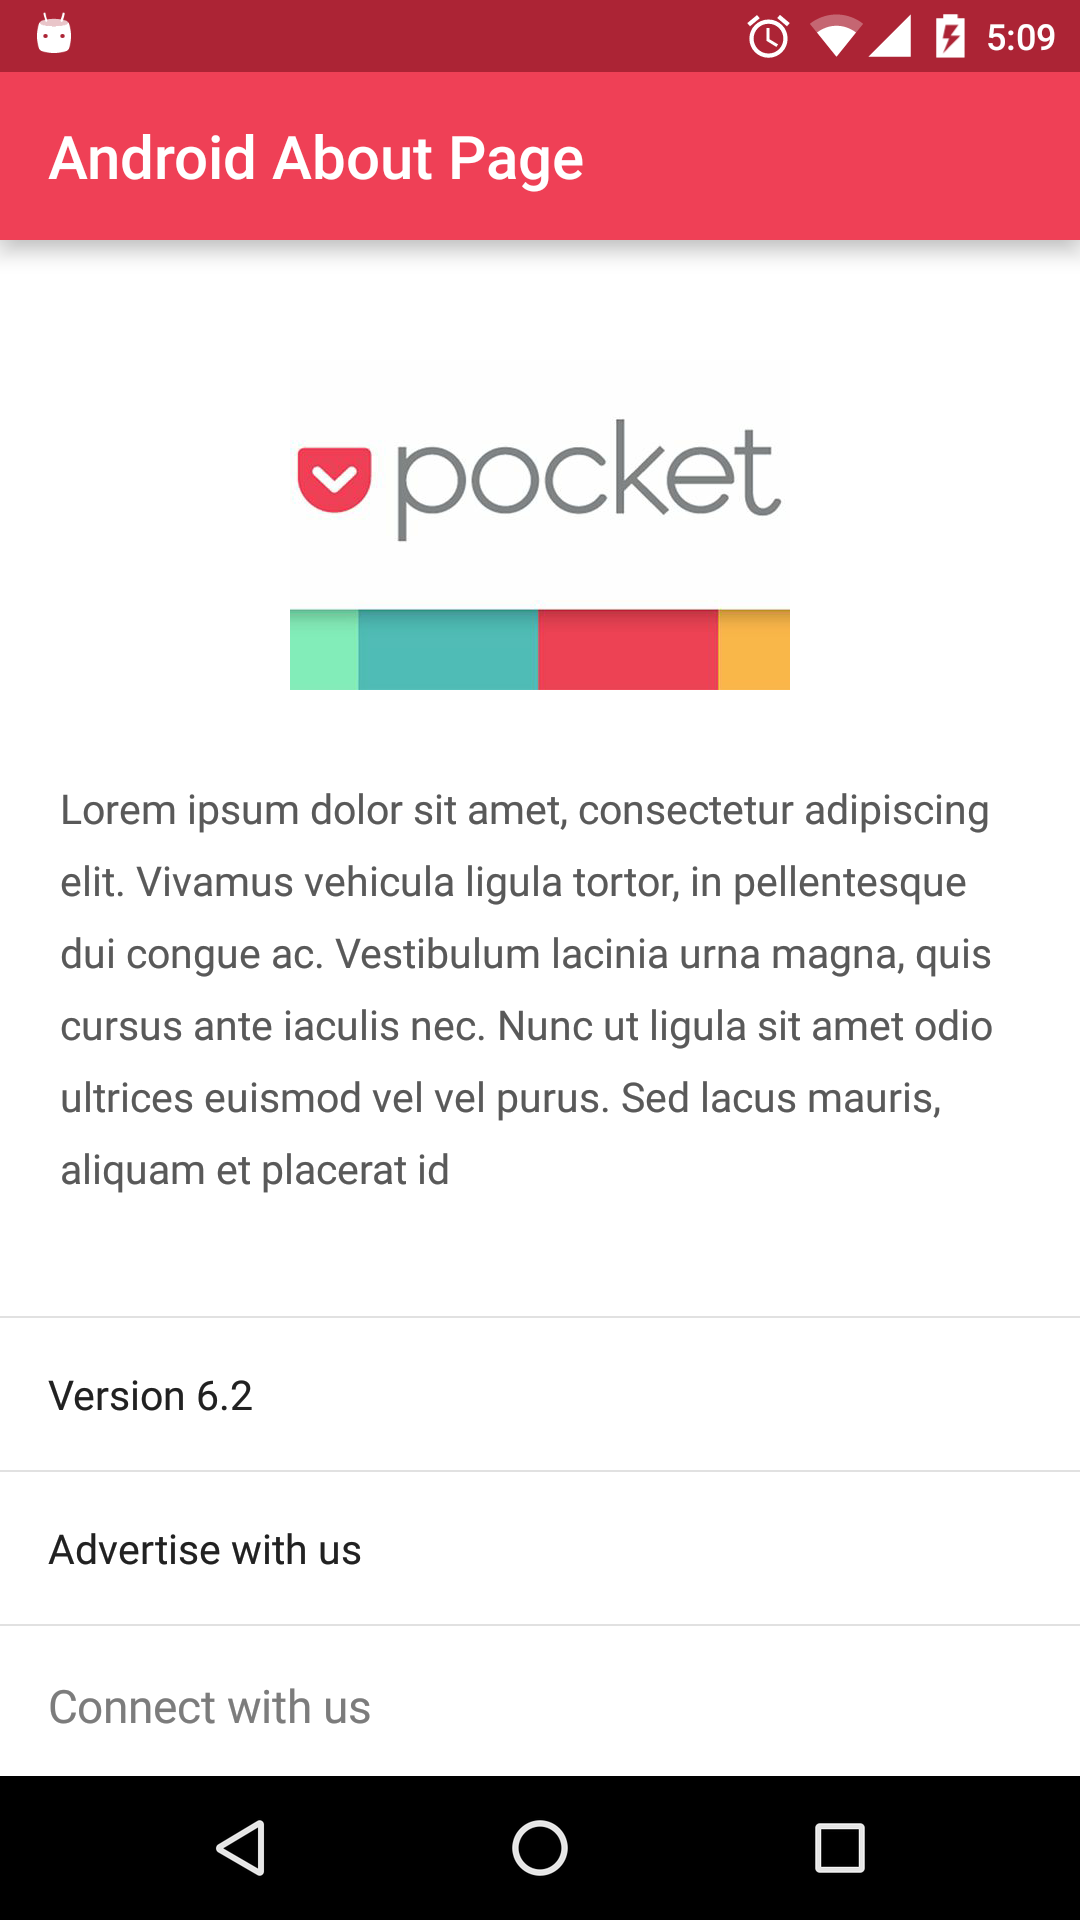 5:09
Android About Page
pocket
Lorem ipsum dolor sit amet, consectetur adipiscing
elit. Vivamus vehicula ligula tortor, in pellentesque
dui congue ac. Vestibulum lacinia urna magna, quis
cursus ante iaculis nec. Nunc ut ligula sit amet odio
ultrices euismod vel vel purus. Sed lacus mauris,
aliquam et placerat id
Version 6.2
Advertise with us
Connect with us